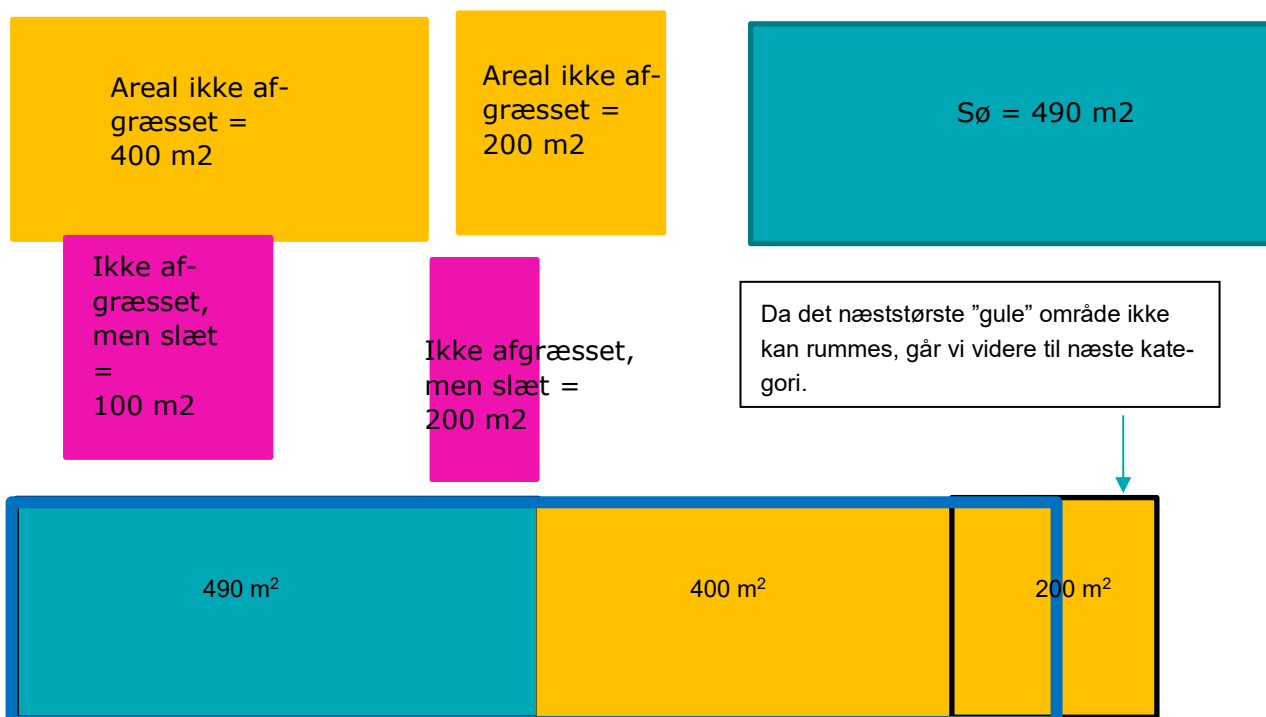 Areal ikke af-
græsset =
400 m2
Areal ikke af-
græsset =
200 m2
Sø = 490 m2
Ikke af-
græsset,
men slæt
=
100 m2
Ikke afgræsset,
men slæt =
200 m2
Da det næststørste ”gule” område ikke
kan rummes, går vi videre til næste kate-
gori.
490 m²
400 m²
200 m²